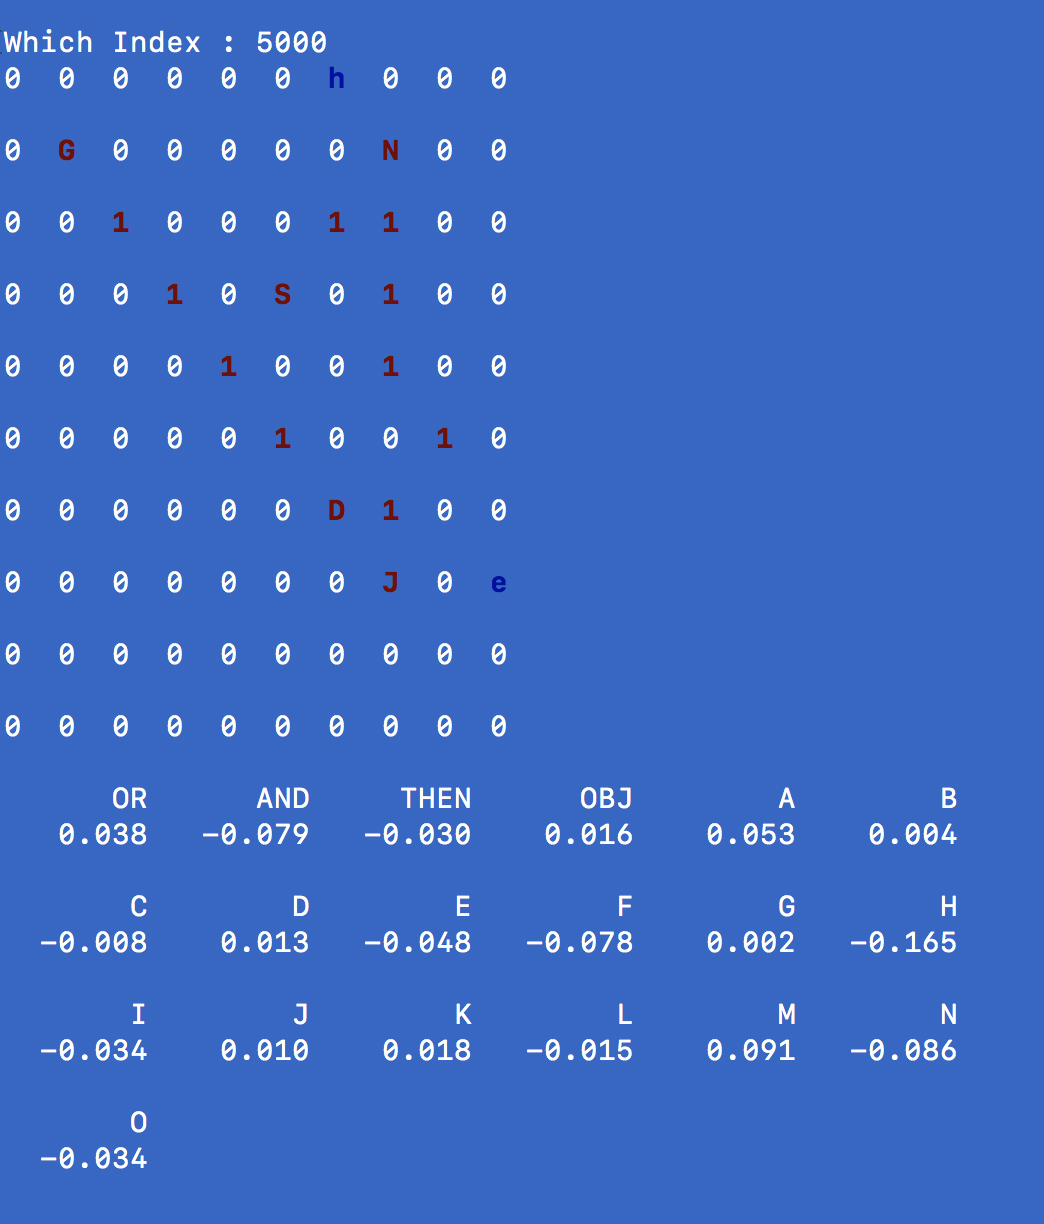 Which Index : 5000
0 0 0 0 0 0 h 0 0 0
0 G 0 0 0 0 0 N 0 0
0 0 1 0 0 0 1 1 0 0
0 0 0 1 0 S 0 1 0 0
0 0 0 0 1 0 0 1 0 0
0 0 0 0 0 1 0 0 1 0
0 0 0 0 0 0 D 1 0 0
0 0 0 0 0 0 0 J 0 e
0 0 0 0 0 0 0 0 0 0
0 0 0 0 0 0 0 0 0 0
OR AND THEN OBJ A B
0.038 -0.079 -0.030 0.016 0.053 0.004
C D E F G H
-0.008 0.013 -0.048 -0.078 0.002 -0.165
I J K L M N
-0.034 0.010 0.018 -0.015 0.091 -0.086
O
-0.034